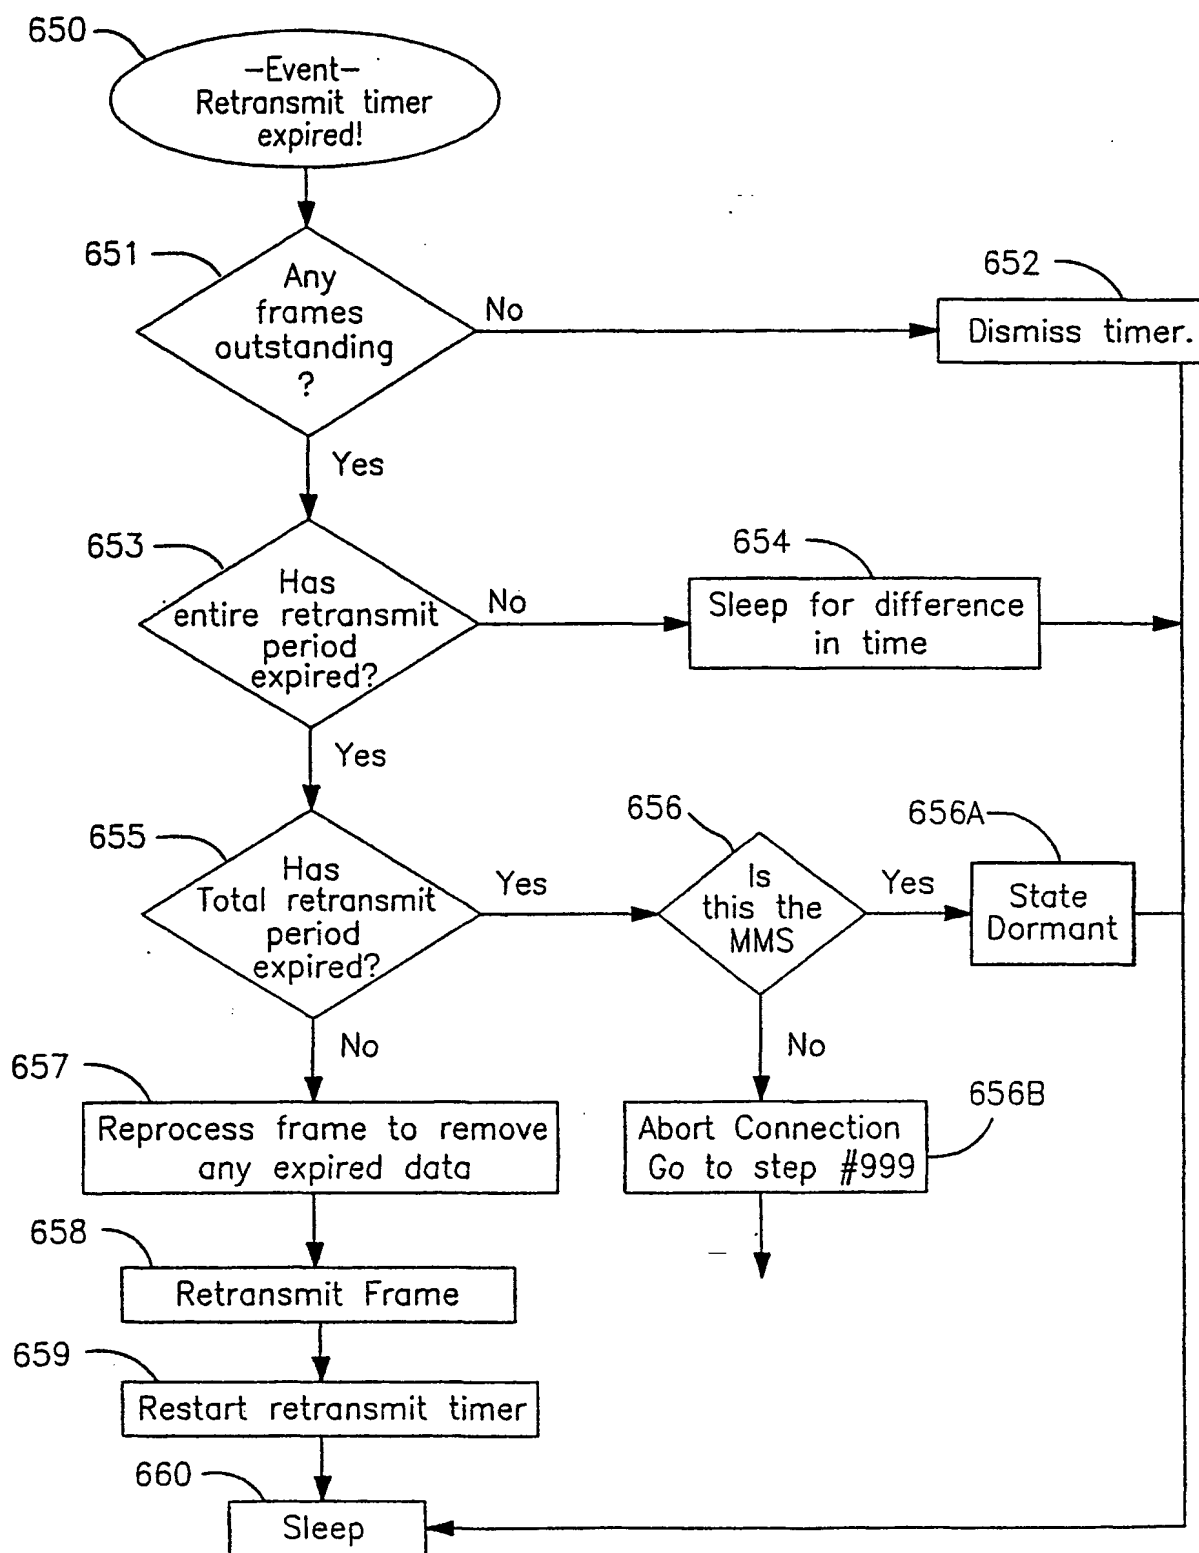 650
–Event–
Retransmit timer
expired!
651
Any
frames
outstanding
?
No
652
Dismiss timer.
Yes
653
Has
entire retransmit
period
expired?
No
654
Sleep for difference
in time
Yes
655
Has
Total retransmit
period
expired?
Yes
656
Is
this the
MMS
Yes
656A
State
Dormant
No
No
657
Reprocess frame to remove
any expired data
656B
Abort Connection
Go to step #999
658
Retransmit Frame
659
Restart retransmit timer
660
Sleep